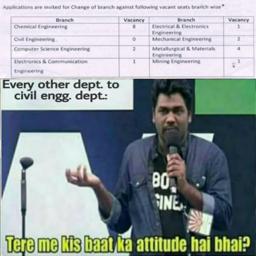 Applications are invited for Change of branch against following vacant seats branch wise"
Branch Vacancy Branch Vacancy
Chemical Engineering 8 Electrical & Electronics Engineering 1
Civil Engineering. 0 Mechanical Engineering 2
Computer Science Engineering 2 Metallurgical & Materials Engineering 4
Electronics & Communication Engineering 1 Mining Engineering 1
Every other dept. to
civil engg. dept.:
Tere me kis baat ka attitude hai bhai?